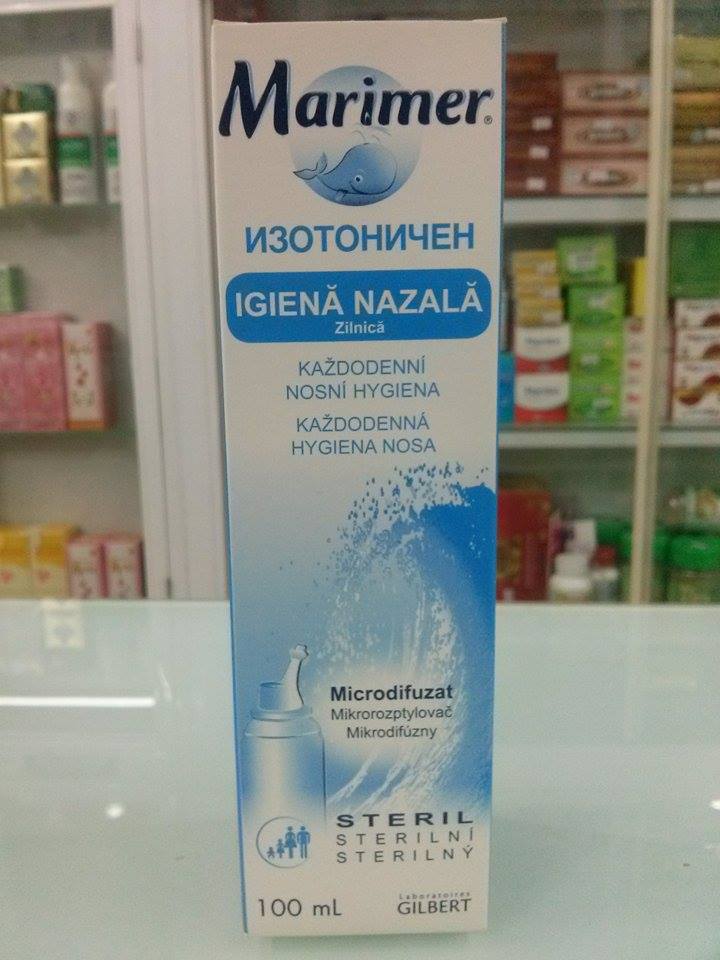 Marimer®
ИЗОТОНИЧЕН
IGIENĂ NAZALĂ
Zilnică
KAŽDODENNÍ
NOSNÍ HYGIENA
KAŽDODENNÁ
HYGIENA NOSA
Microdifuzat
Mikrorozptylovač
Mikrodifúzny
STERIL
STERILNÍ
STERILNÝ
100 mL
Laboratoires
GILBERT